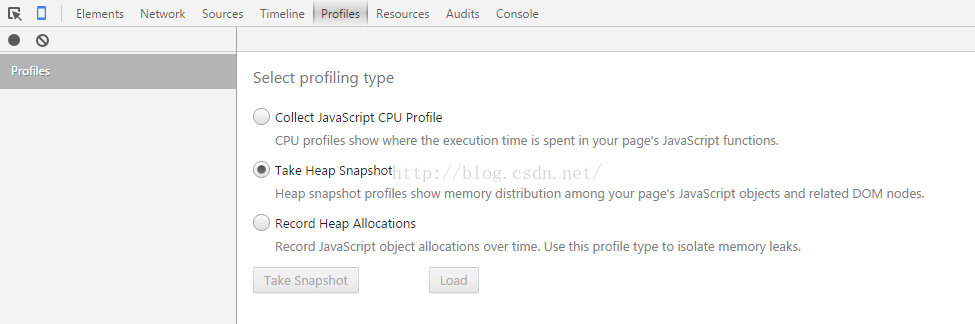 Elements Network Sources Timeline Profiles Resources Audits Console
Profiles
Select profiling type
Collect JavaScript CPU Profile
CPU profiles show where the execution time is spent in your page's JavaScript functions.
Take Heap Snapshot http://blog.csdn.net/
Heap snapshot profiles show memory distribution among your page's JavaScript objects and related DOM nodes.
Record Heap Allocations
Record JavaScript object allocations over time. Use this profile type to isolate memory leaks.
Take Snapshot Load